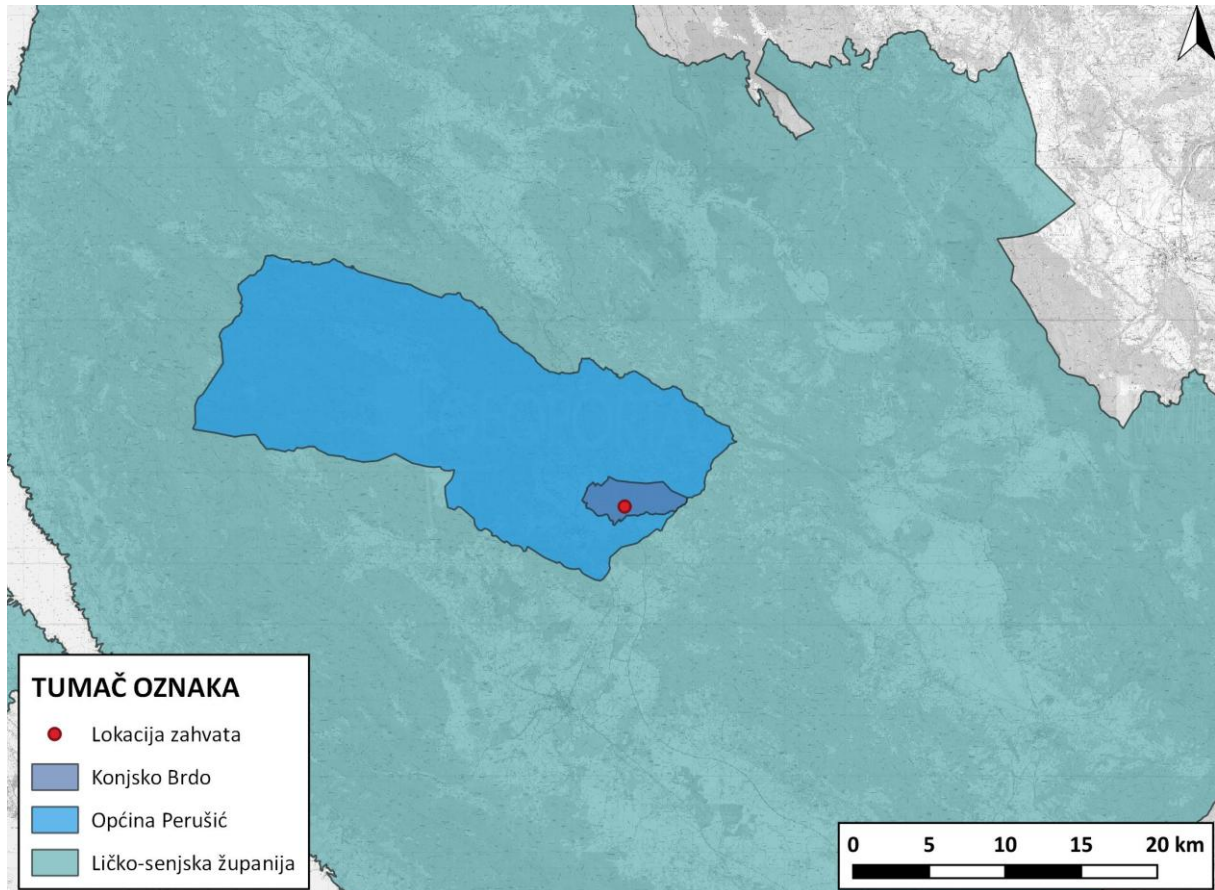 TUMAČ OZNAKA
Lokacija zahvata
Konjsko Brdo
Općina Perušić
Ličko-senjska županija
0 5 10 15 20 km